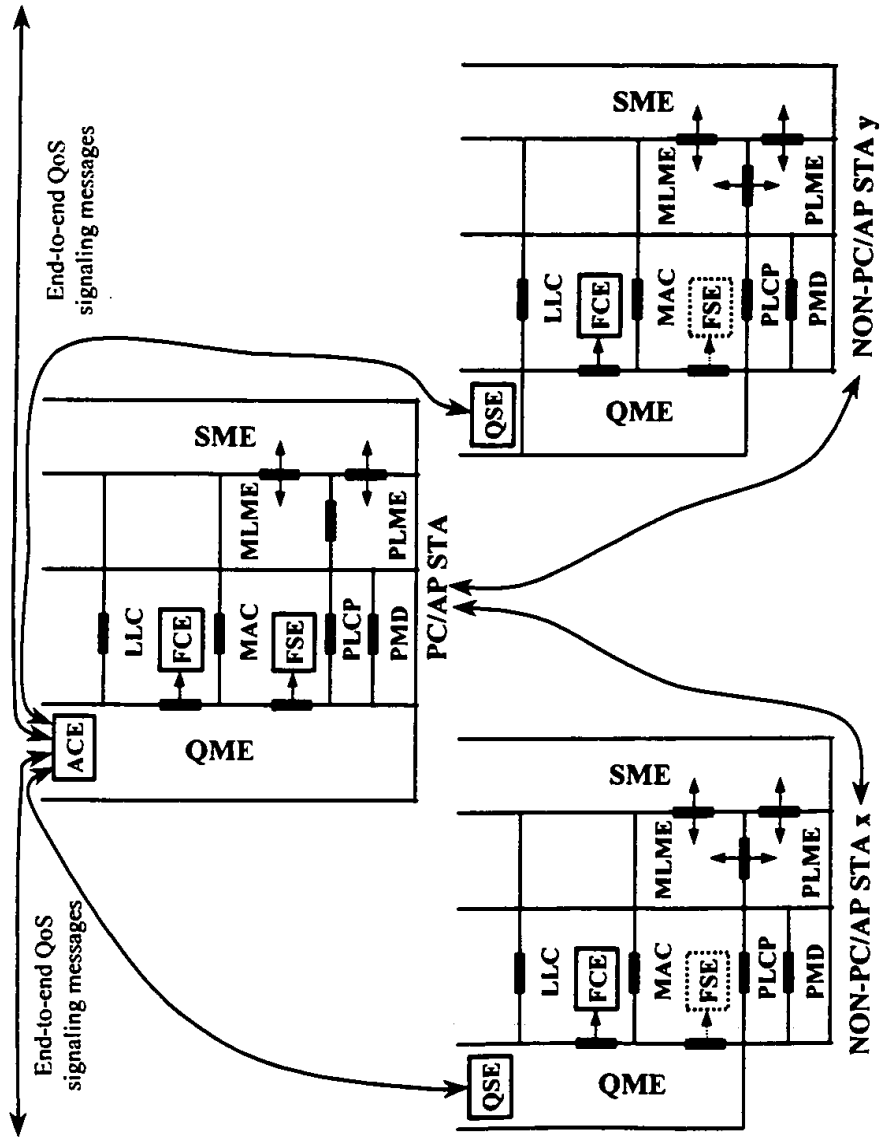 End-to-end QoS
signaling messages
End-to-end QoS
signaling messages
ACE
QME
LLC
FCE
MAC
FSE
PLCP
PMD
MLME
PLME
SME
PC/AP STA
QSE
QME
LLC
FCE
MAC
FSE
PLCP
PMD
MLME
PLME
SME
NON-PC/AP STA x
QSE
QME
LLC
FCE
MAC
FSE
PLCP
PMD
MLME
PLME
SME
NON-PC/AP STA y